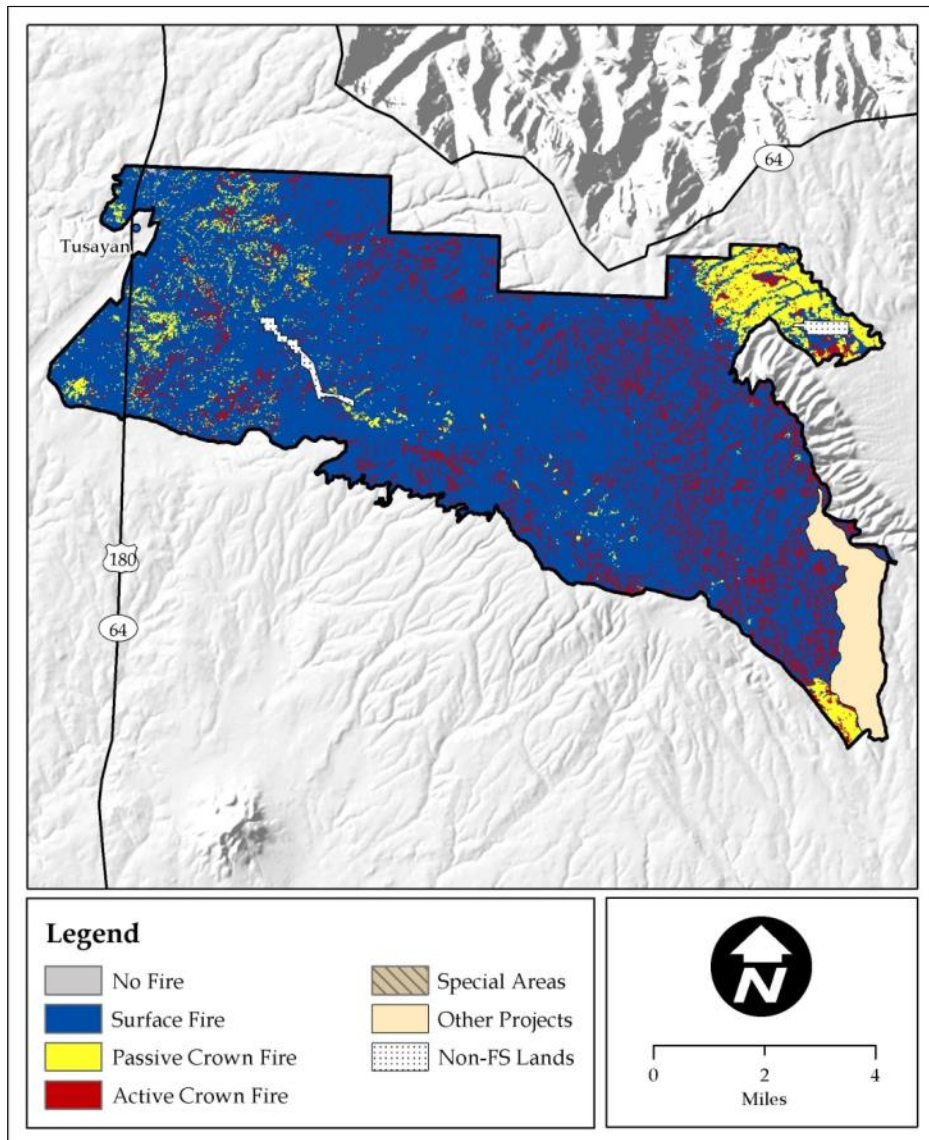 64
Tusayan
180
64
Legend
No Fire
Surface Fire
Passive Crown Fire
Active Crown Fire
Special Areas
Other Projects
Non-FS Lands
N
0 2 4
Miles